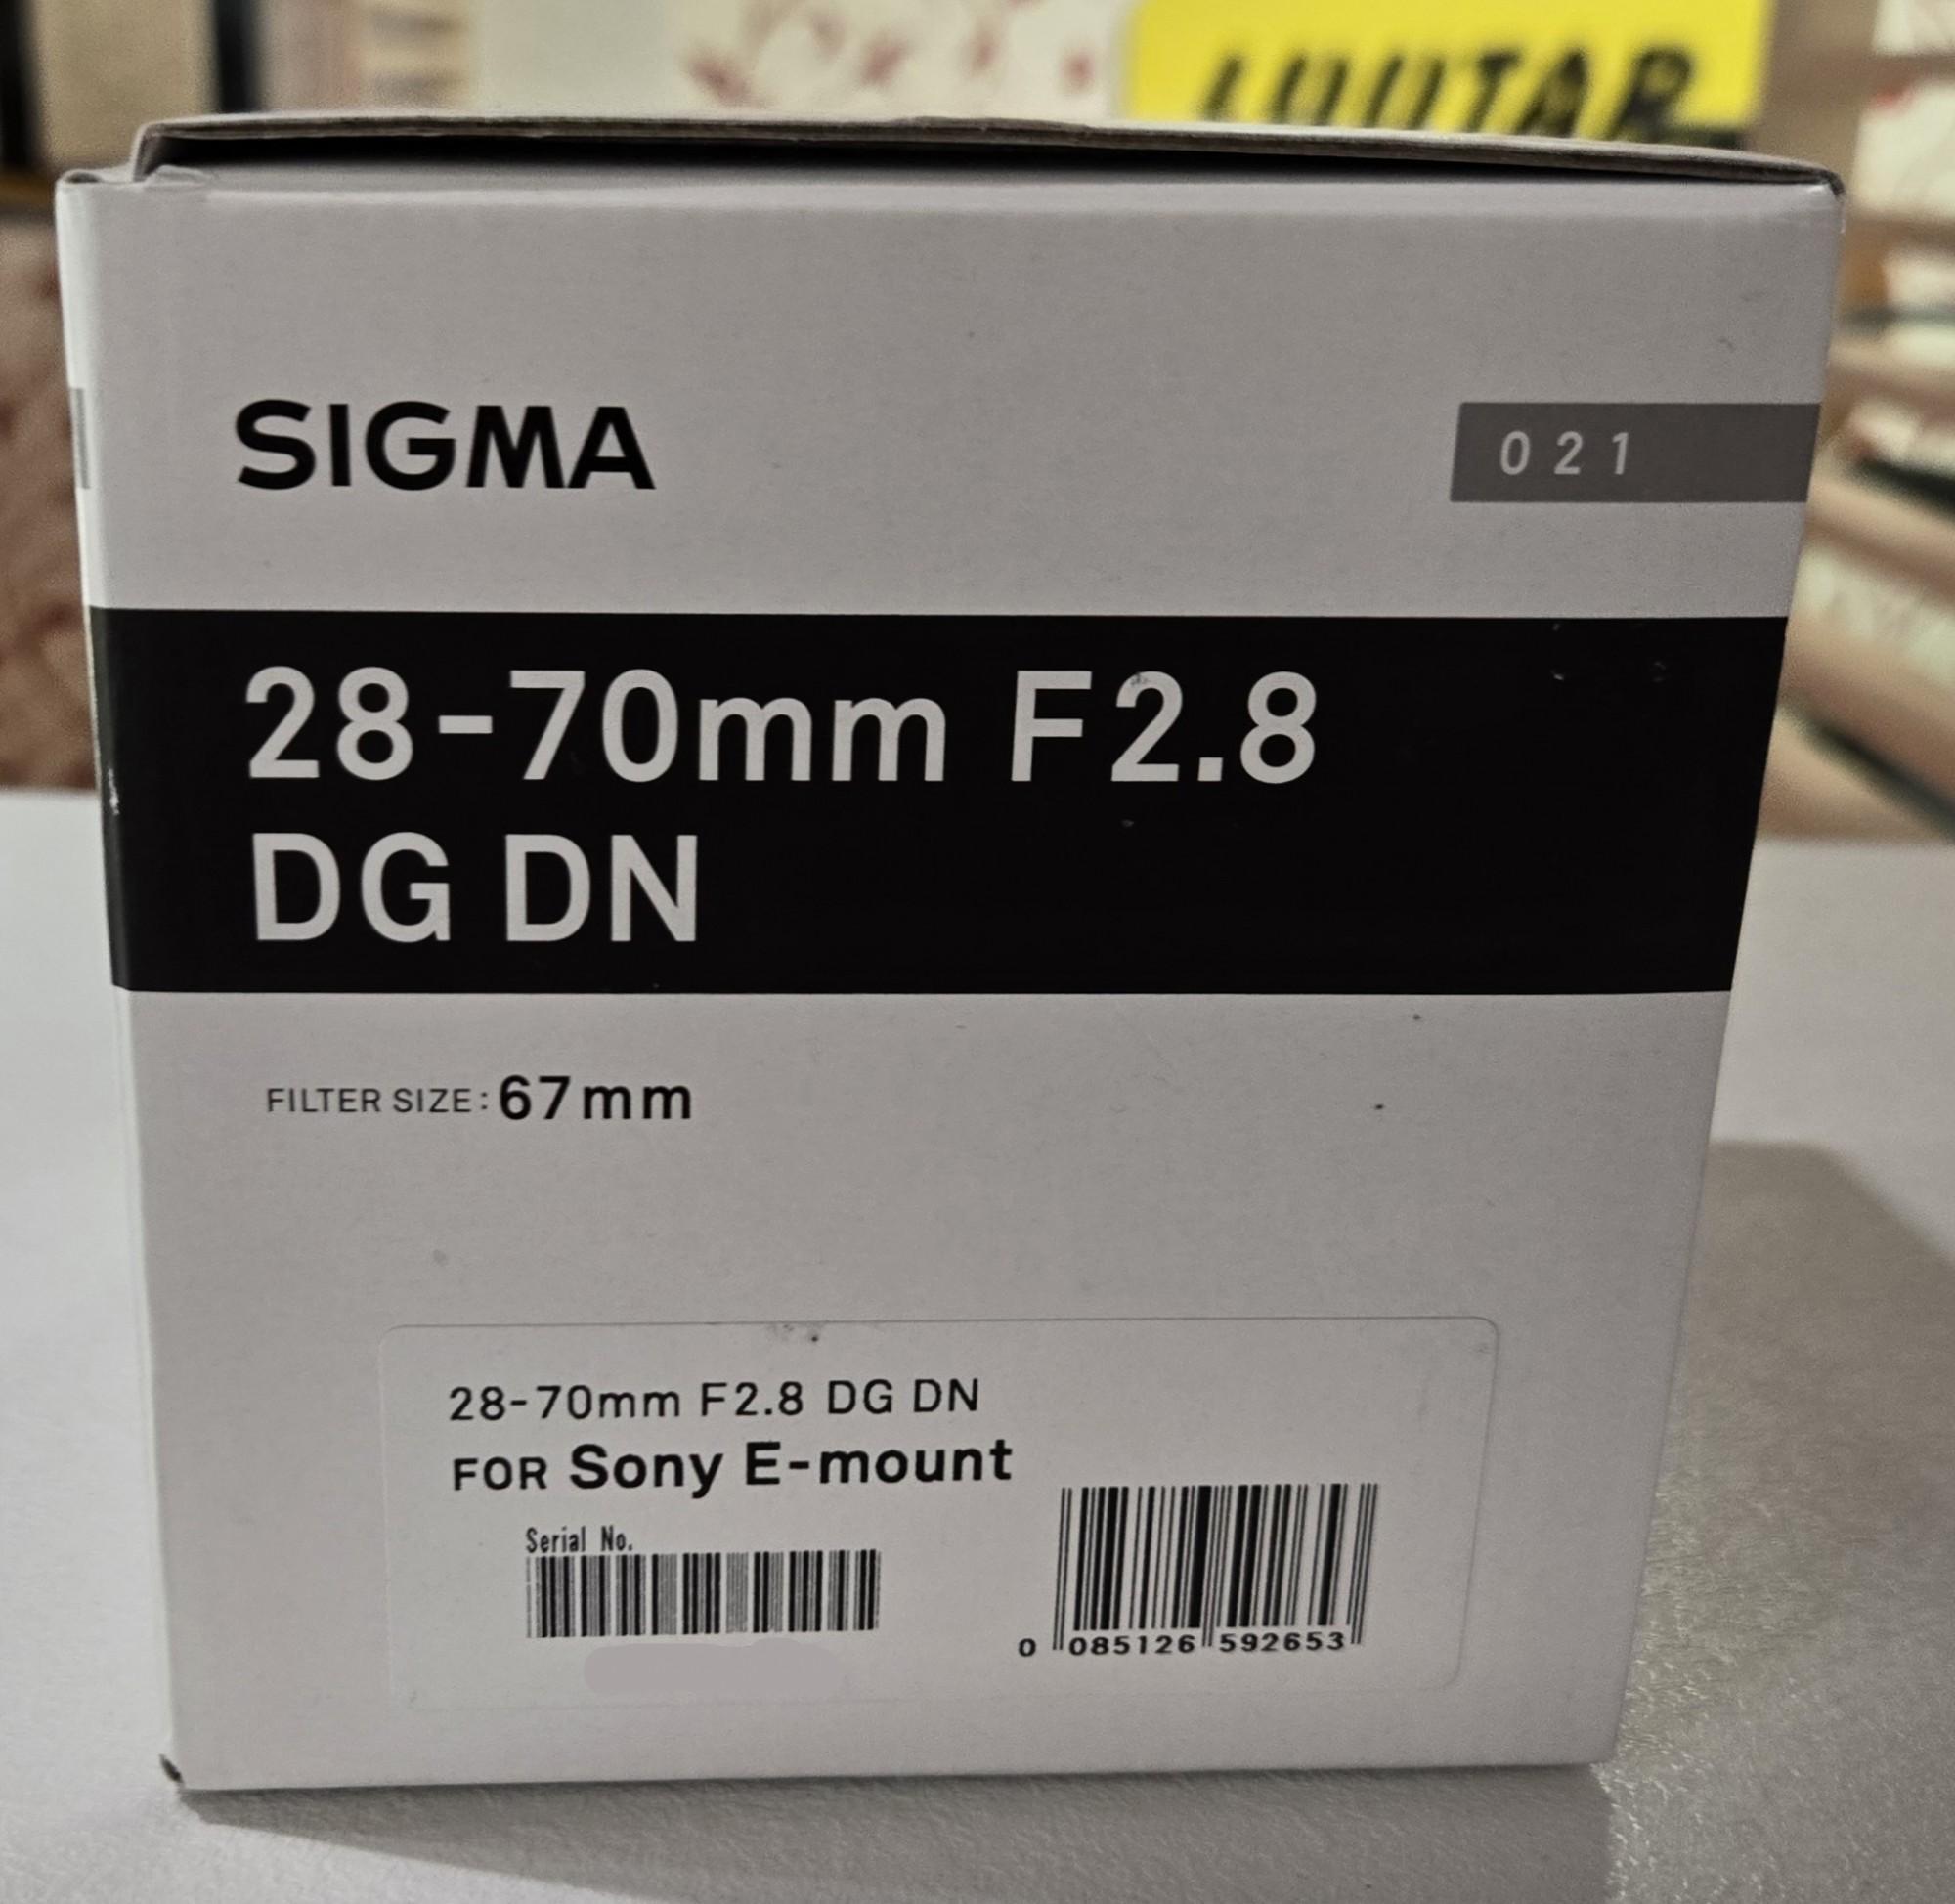 LUUTAR
SIGMA
021
28-70mm F2.8
DG DN
FILTER SIZE: 67mm
28-70mm F2.8 DG DN
FOR Sony E-mount
Serial No.
0 085126 592653